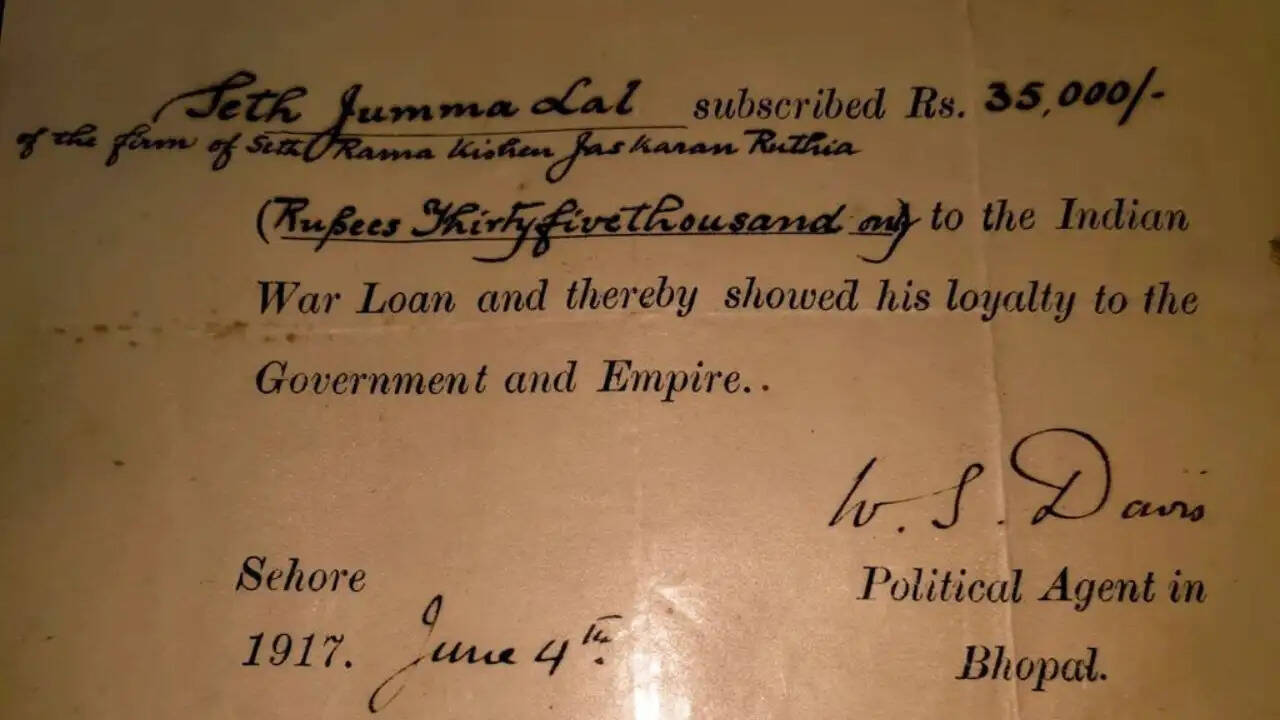 Seth Jumma Lal subscribed Rs. 35,000/-
of the firm of Seth Rama Kishen Jaskaran Ruthia
(Rupees Thirtyfivethousand only) to the Indian
War Loan and thereby showed his loyalty to the
Government and Empire..
W. S. Davis
Sehore Political Agent in
1917. June 4th. Bhopal.